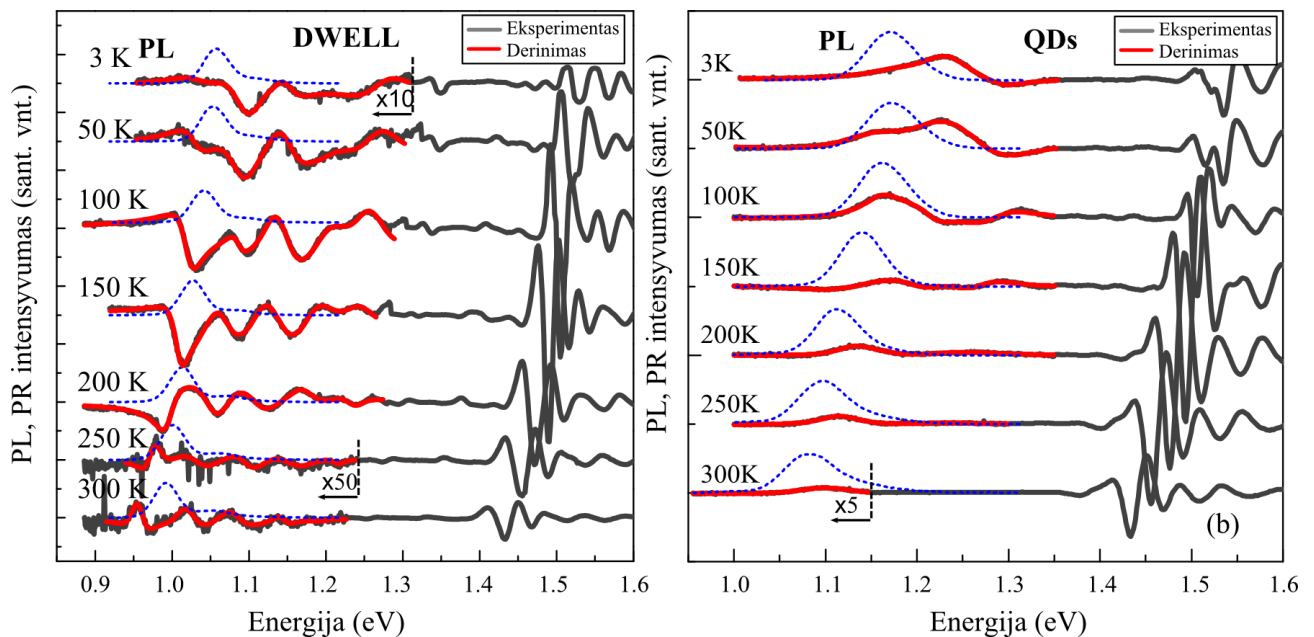 PL DWELL
Eksperimentas
Derinimas
3 K
x10
50 K
100 K
150 K
200 K
250 K
x50
300 K
0.9 1.0 1.1 1.2 1.3 1.4 1.5 1.6
Energija (eV)
PL, PR intensyvumas (sant. vnt.)
PL QDs
Eksperimentas
Derinimas
3K
50K
100K
150K
200K
250K
300K
x5
(b)
1.0 1.1 1.2 1.3 1.4 1.5 1.6
Energija (eV)
PL, PR intensyvumas (sant. vnt.)